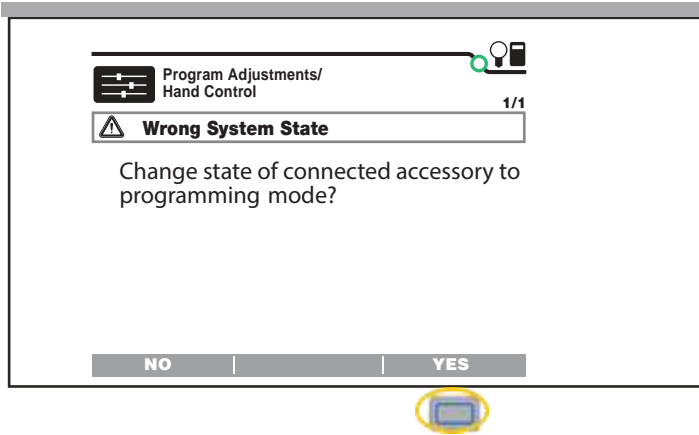 Program Adjustments/
Hand Control
1/1
Wrong System State
Change state of connected accessory to
programming mode?
NO YES